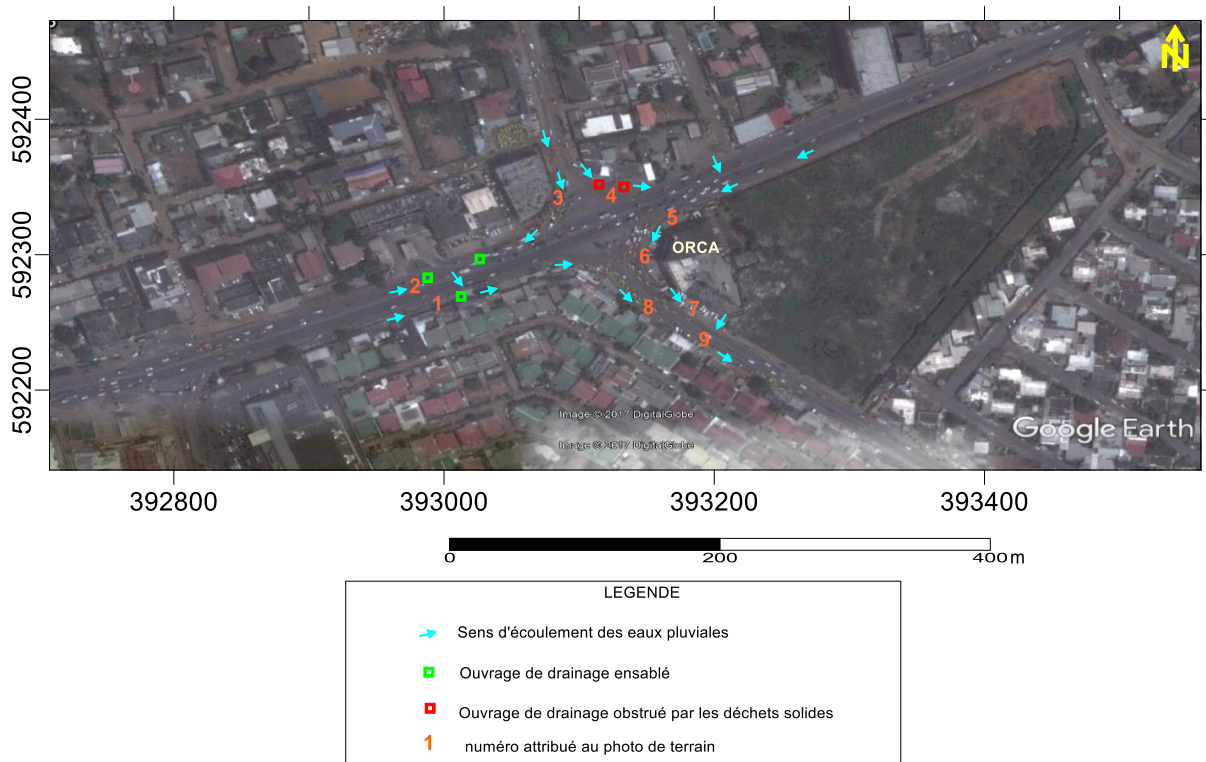 N
592400
592300
592200
3
4
5
ORCA
6
2
1
8
7
9
Image © 2017 DigitalGlobe
Image © 2017 DigitalGlobe
Google Earth
392800
393000
393200
393400
0
200
400m
LEGENDE
Sens d'écoulement des eaux pluviales
Ouvrage de drainage ensablé
Ouvrage de drainage obstrué par les déchets solides
1 numéro attribué au photo de terrain